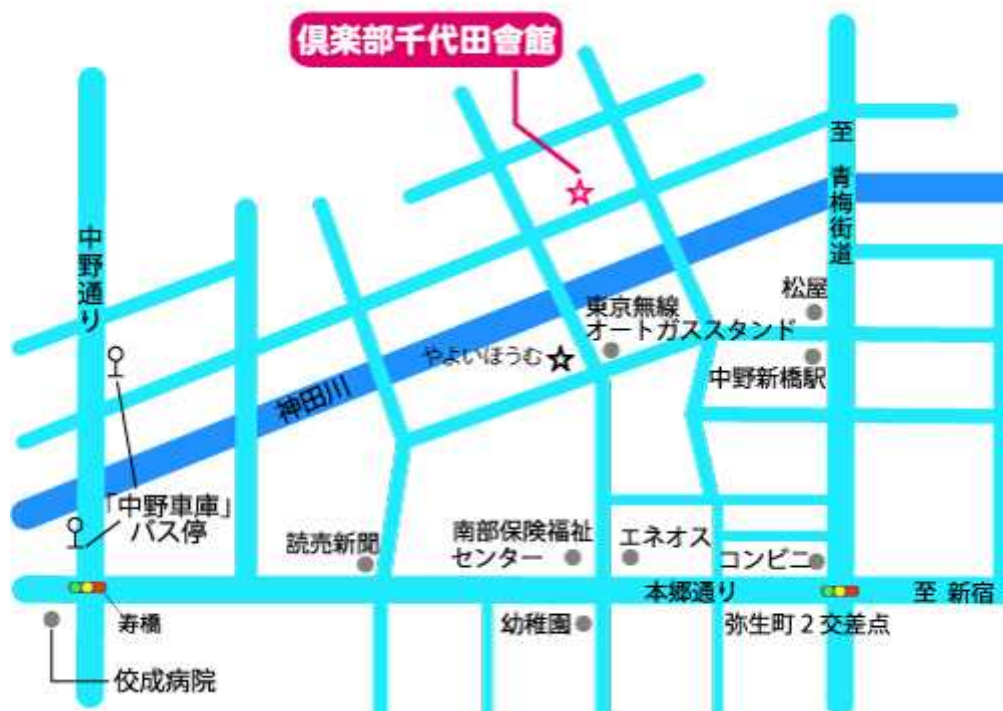 倶楽部千代田會館
至 青梅街道
中野通り
松屋
東京無線
オートガススタンド
やよいほうむ
中野新橋駅
神田川
「中野車庫」
バス停
読売新聞
南部保険福祉
センター
エネオス
コンビニ
本郷通り
至 新宿
寿橋
幼稚園
弥生町2交差点
佼成病院